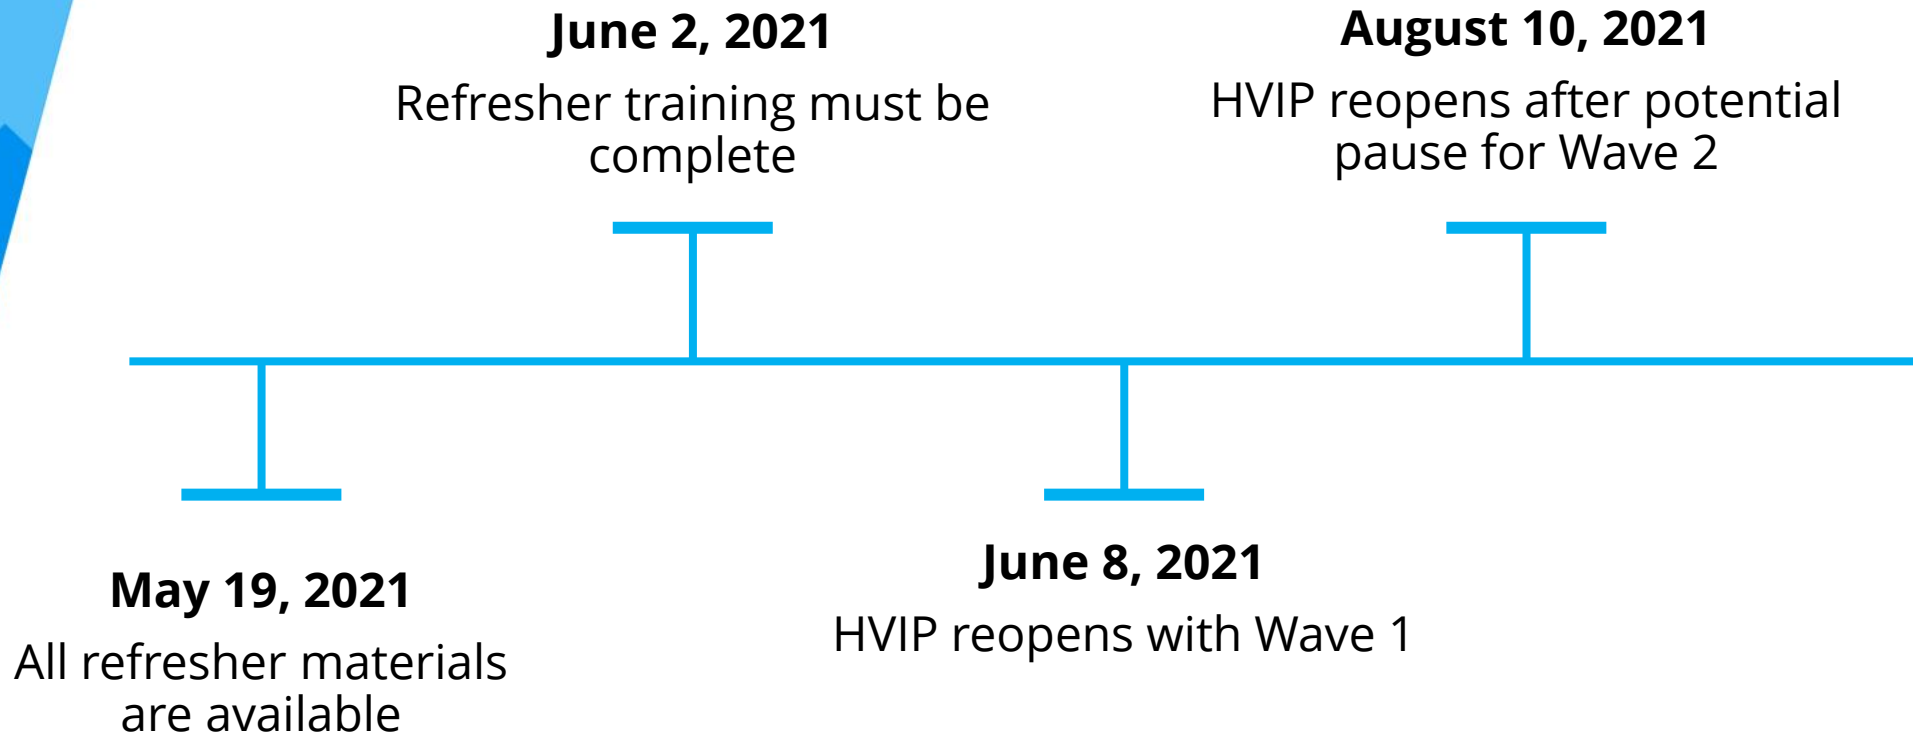 June 2, 2021
Refresher training must be
complete
August 10, 2021
HVIP reopens after potential
pause for Wave 2
May 19, 2021
All refresher materials
are available
June 8, 2021
HVIP reopens with Wave 1